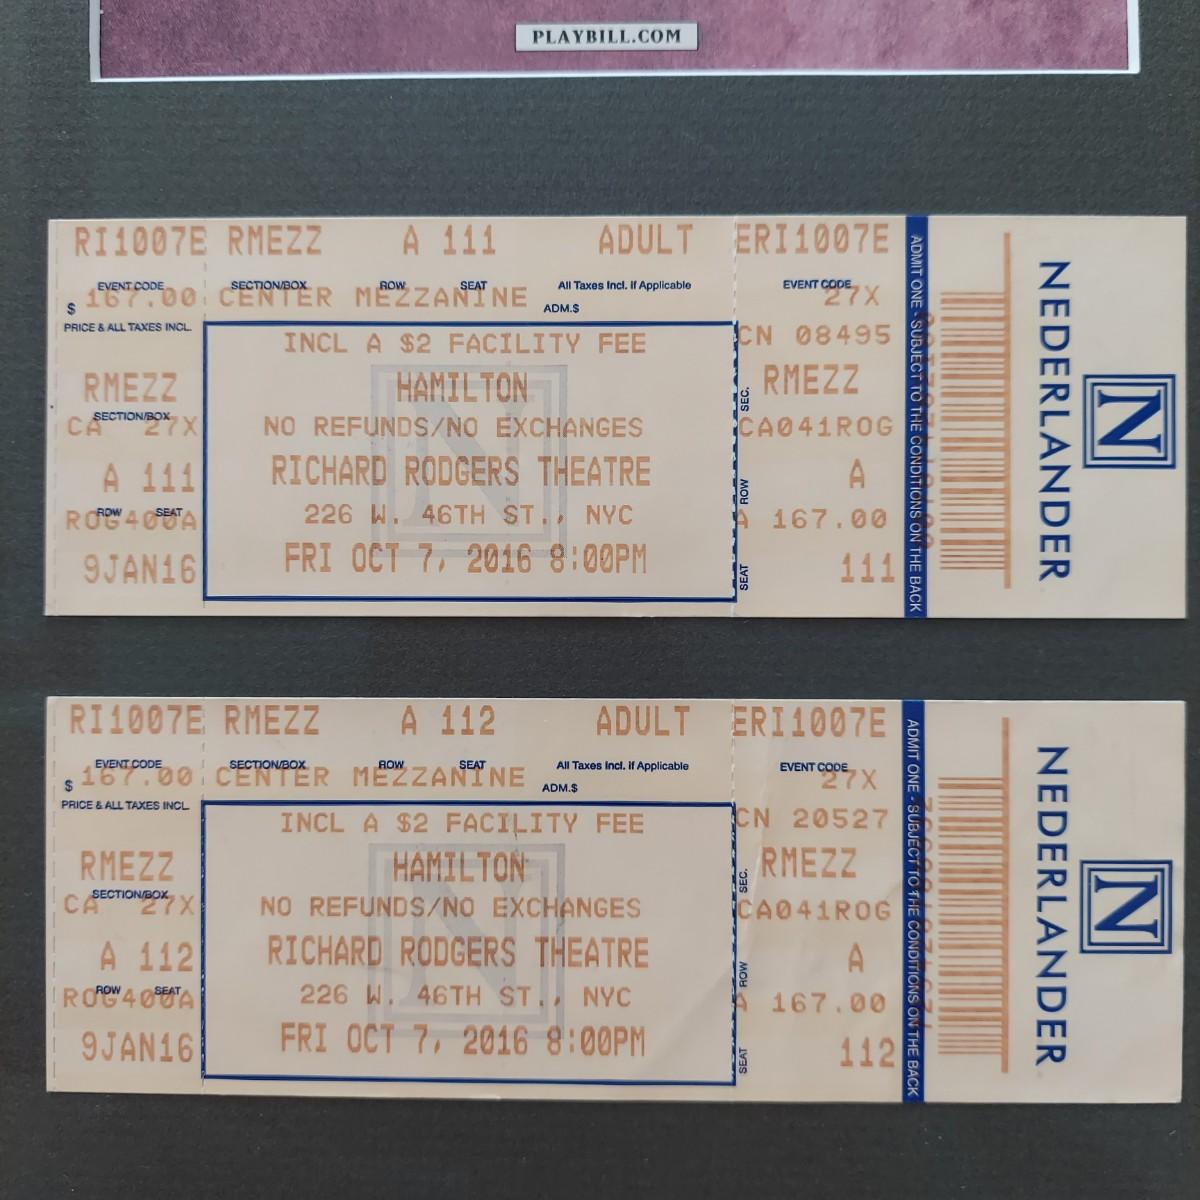 PLAYBILL.COM
RI1007E RMEZZ A 111 ADULT ERI1007E
EVENT CODE SECTION/BOX ROW SEAT All Taxes Incl. if Applicable EVENT CODE
$ 167.00 CENTER MEZZANINE ADM.$ 27X
PRICE & ALL TAXES INCL.
INCL A $2 FACILITY FEE CN 08495
RMEZZ HAMILTON SEC. RMEZZ
SECTION/BOX
CA 27X NO REFUNDS/NO EXCHANGES CA041ROG
A 111 RICHARD RODGERS THEATRE ROW A
ROW SEAT
ROG400A 226 W. 46TH ST., NYC A 167.00
9JAN16 FRI OCT 7, 2016 8:00PM SEAT 111
ADMIT ONE - SUBJECT TO THE CONDITIONS ON THE BACK
NEDERLANDER
N
RI1007E RMEZZ A 112 ADULT ERI1007E
EVENT CODE SECTION/BOX ROW SEAT All Taxes Incl. if Applicable EVENT CODE
$ 167.00 CENTER MEZZANINE ADM.$ 27X
PRICE & ALL TAXES INCL.
INCL A $2 FACILITY FEE CN 20527
RMEZZ HAMILTON SEC. RMEZZ
SECTION/BOX
CA 27X NO REFUNDS/NO EXCHANGES CA041ROG
A 112 RICHARD RODGERS THEATRE ROW A
ROW SEAT
ROG400A 226 W. 46TH ST., NYC A 167.00
9JAN16 FRI OCT 7, 2016 8:00PM SEAT 112
ADMIT ONE - SUBJECT TO THE CONDITIONS ON THE BACK
NEDERLANDER
N